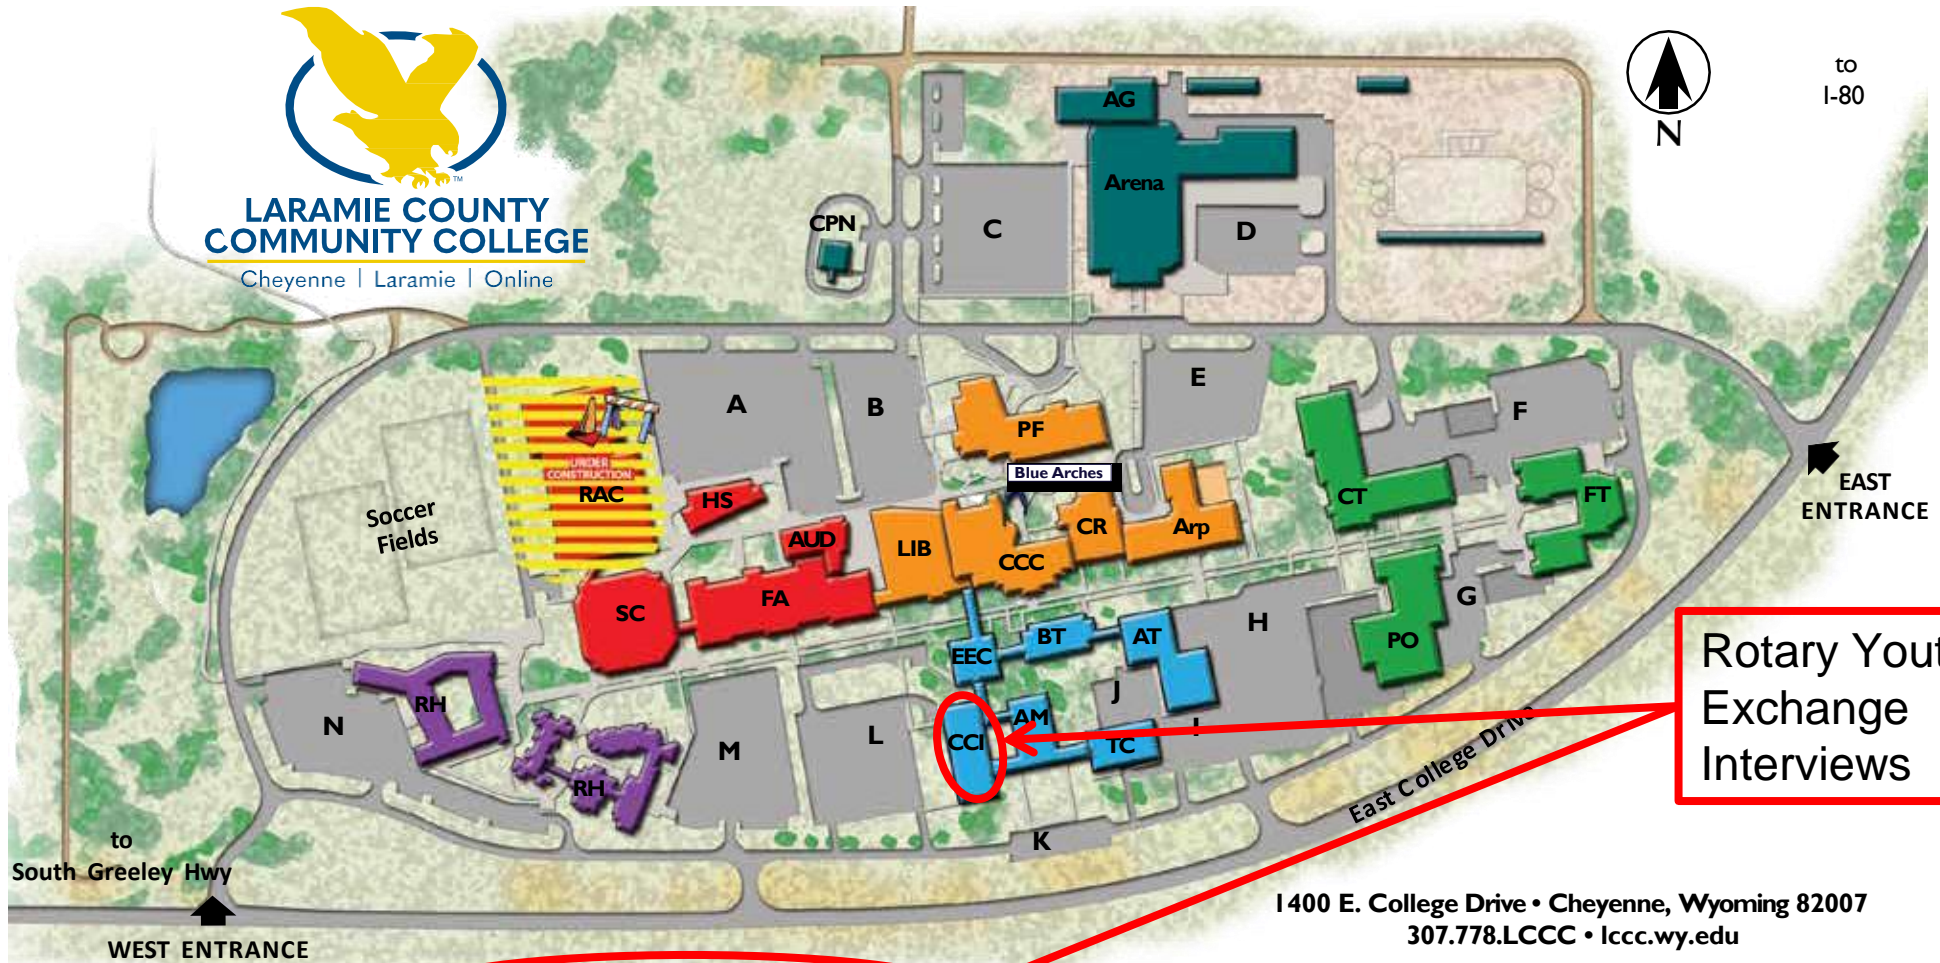 LARAMIE COUNTY
COMMUNITY COLLEGE
Cheyenne | Laramie | Online
TM
N
to
I-80
AG
Arena
CPN
C
D
A
B
E
F
PF
Blue Arches
UNDER
CONSTRUCTION
RAC
HS
AUD
LIB
CCC
CR
Arp
CT
FT
EAST
ENTRANCE
Soccer
Fields
SC
FA
EEC
BT
AT
H
G
PO
RH
N
RH
M
L
CCI
AM
J
TC
I
K
East College Drive
Rotary Yout
Exchange
Interviews
to
South Greeley Hwy
WEST ENTRANCE
1400 E. College Drive • Cheyenne, Wyoming 82007
307.778.LCCC • lccc.wy.edu